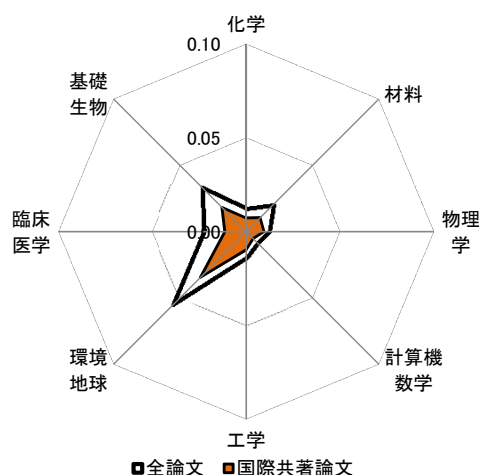 化学
0.10
基礎
生物
材料
0.05
臨床
医学
0.00
物理
学
環境
地球
計算機
数学
工学
全論文 国際共著論文